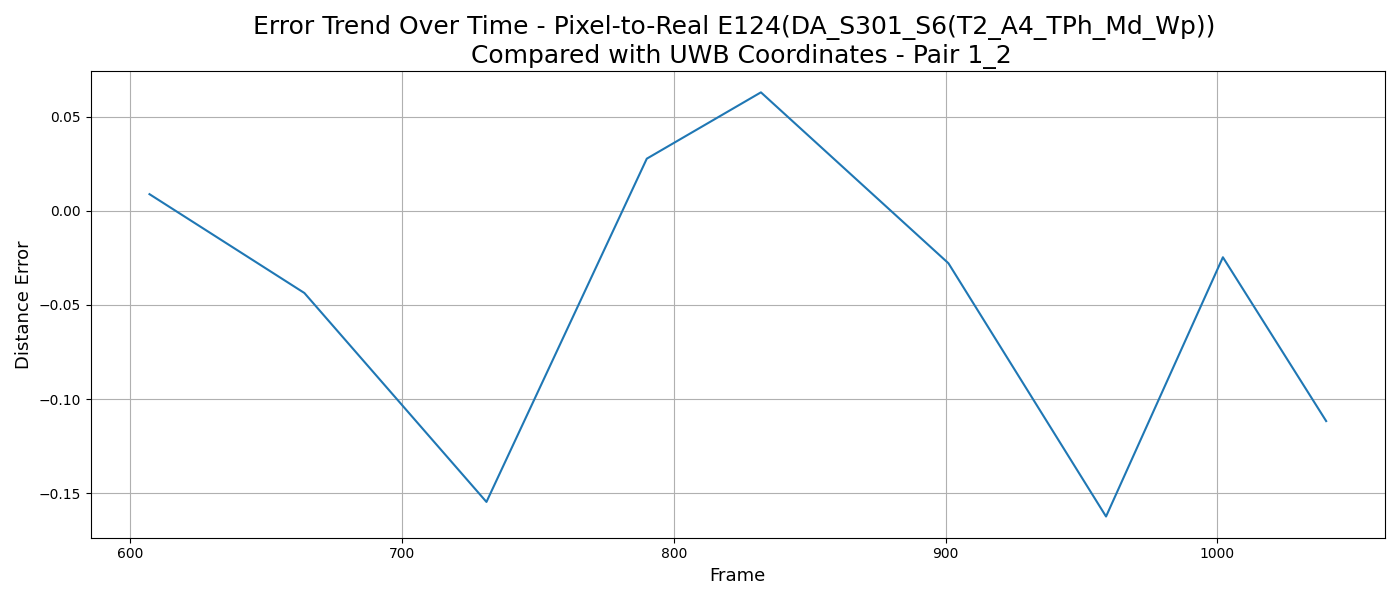 Error Trend Over Time - Pixel-to-Real E124(DA_S301_S6(T2_A4_TPh_Md_Wp))
Compared with UWB Coordinates - Pair 1_2
0.05
0.00
−0.05
−0.10
−0.15
Distance Error
600
700
800
900
1000
Frame